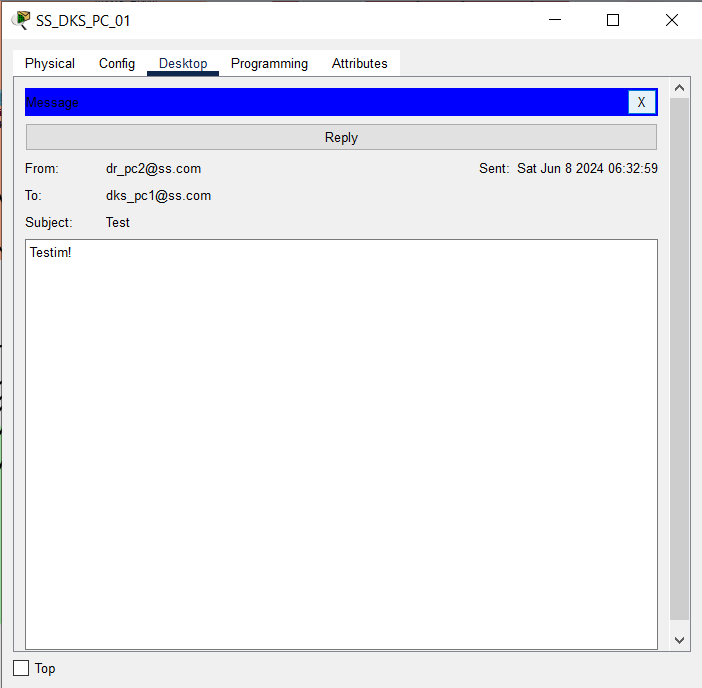 SS_DKS_PC_01
Physical Config Desktop Programming Attributes
Message X
Reply
From: dr_pc2@ss.com Sent: Sat Jun 8 2024 06:32:59
To: dks_pc1@ss.com
Subject: Test
Testim!
Top